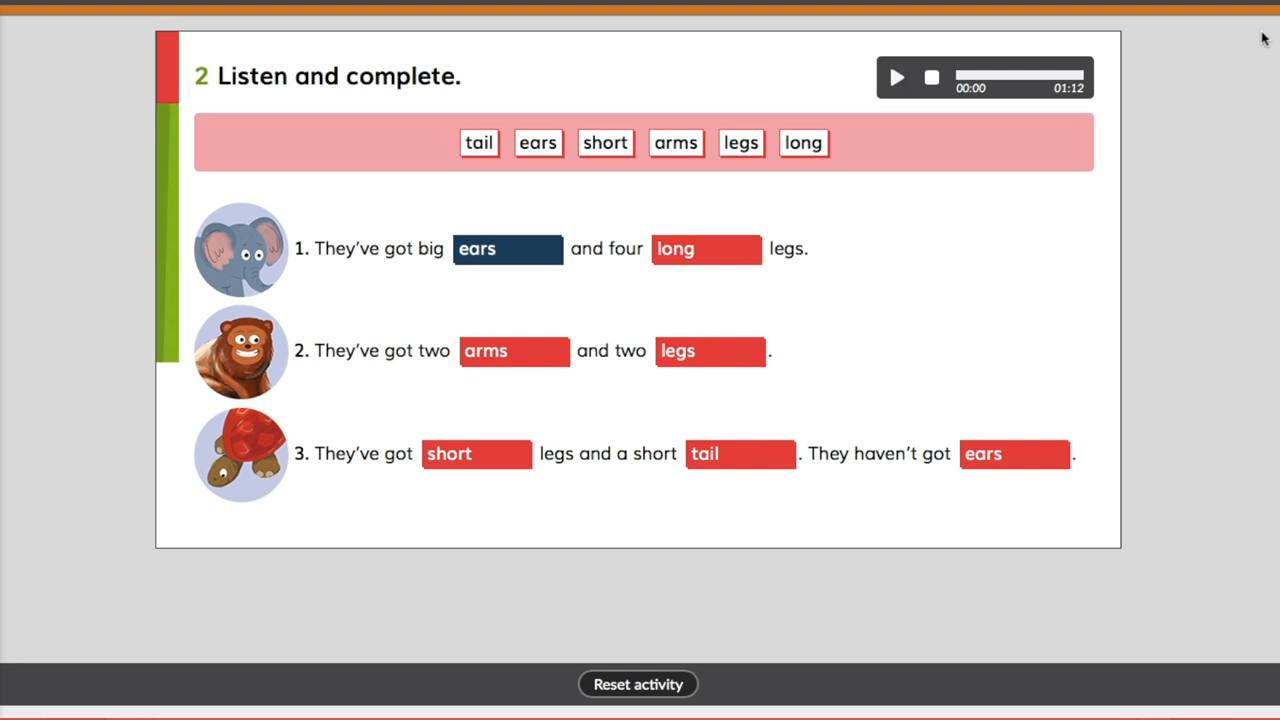 2 Listen and complete.
00:00 01:12
tail ears short arms legs long
1. They've got big ears and four long legs.
2. They've got two arms and two legs.
3. They've got short legs and a short tail. They haven't got ears.
Reset activity